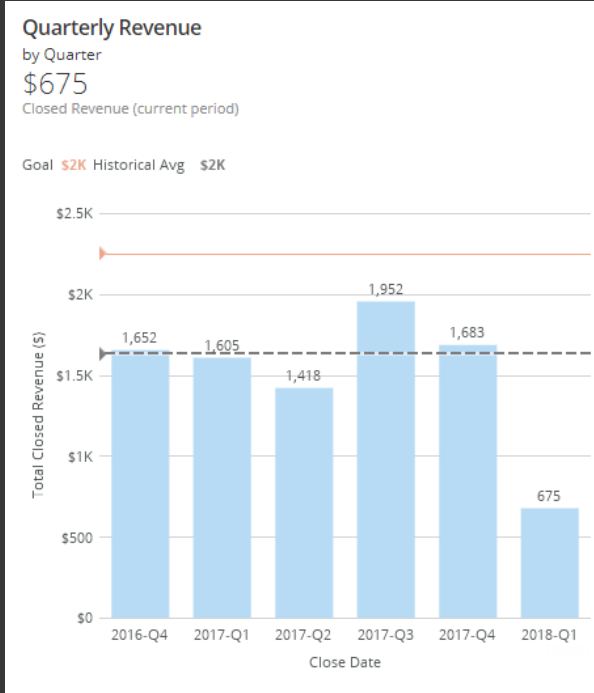 Quarterly Revenue
by Quarter
$675
Closed Revenue (current period)
Goal $2K Historical Avg $2K
$2.5K
$2K
1,952
1,652
1,605
1,683
$1.5K
1,418
$1K
675
$500
$0
Total Closed Revenue ($)
2016-Q4 2017-Q1 2017-Q2 2017-Q3 2017-Q4 2018-Q1
Close Date